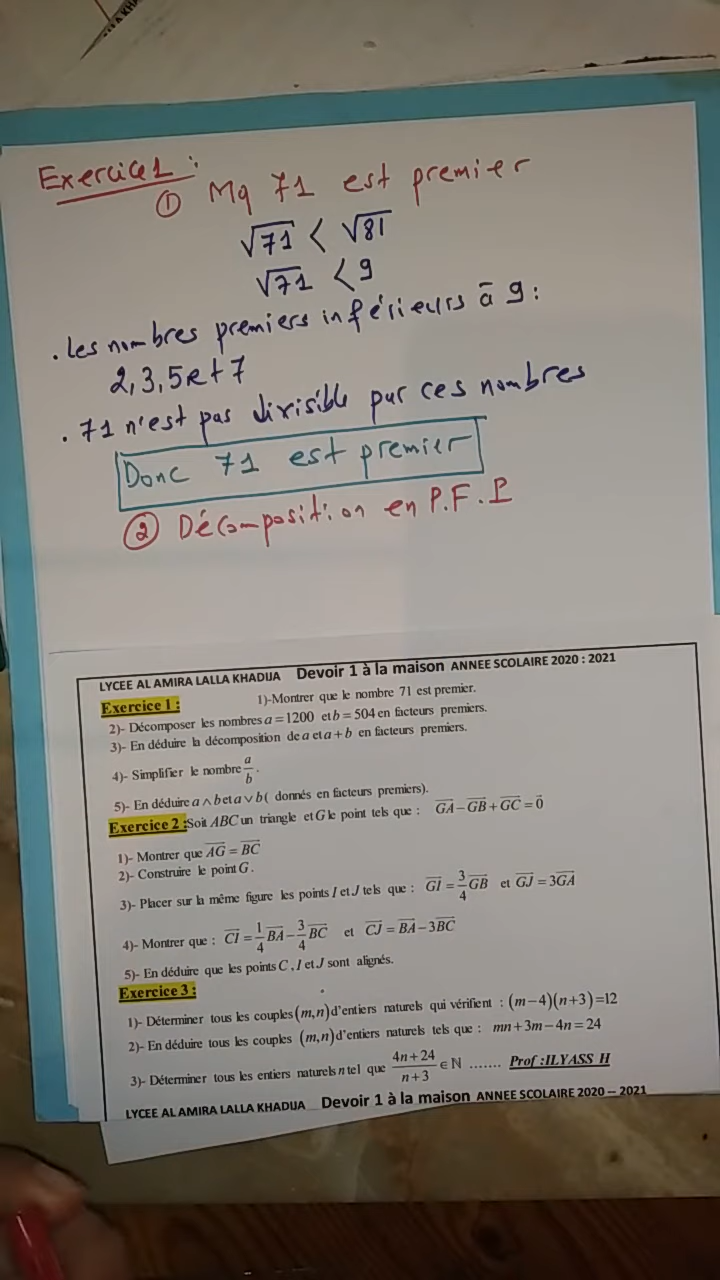 Exercice 1 :
① Mq 71 est premier
√71 < √81
√71 < 9
. Les nombres premiers inférieurs à 9 :
2, 3, 5 et 7
. 71 n'est pas divisible par ces nombres
Donc 71 est premier
② Décomposition en P.F.P
LYCEE AL AMIRA LALLA KHADUA Devoir 1 à la maison ANNEE SCOLAIRE 2020 : 2021
Exercice 1 : 1)-Montrer que le nombre 71 est premier.
2)- Décomposer les nombres a = 1200 et b = 504 en facteurs premiers.
3)- En déduire la décomposition de a et a + b en facteurs premiers.
4)- Simplifier le nombre a/b .
5)- En déduire a ∧ b et a ∨ b ( donnés en facteurs premiers).
Exercice 2 :Soit ABC un triangle et G le point tels que : GA⃗ − GB⃗ + GC⃗ = 0⃗
1)- Montrer que AG⃗ = BC⃗
2)- Construire le point G .
3)- Placer sur la même figure les points I et J tels que : GI⃗ = 3/4 GB⃗ et GJ⃗ = 3GA⃗
4)- Montrer que : CI⃗ = 1/4 BA⃗ − 3/4 BC⃗ et CJ⃗ = BA⃗ − 3BC⃗
5)- En déduire que les points C , I et J sont alignés.
Exercice 3 :
1)- Déterminer tous les couples (m,n) d'entiers naturels qui vérifient : (m−4)(n+3)=12
2)- En déduire tous les couples (m,n) d'entiers naturels tels que : mn + 3m − 4n = 24
3)- Déterminer tous les entiers naturels n tel que (4n + 24)/(n + 3) ∈ ℕ ....... Prof :ILYASS H
LYCEE AL AMIRA LALLA KHADUA Devoir 1 à la maison ANNEE SCOLAIRE 2020 – 2021